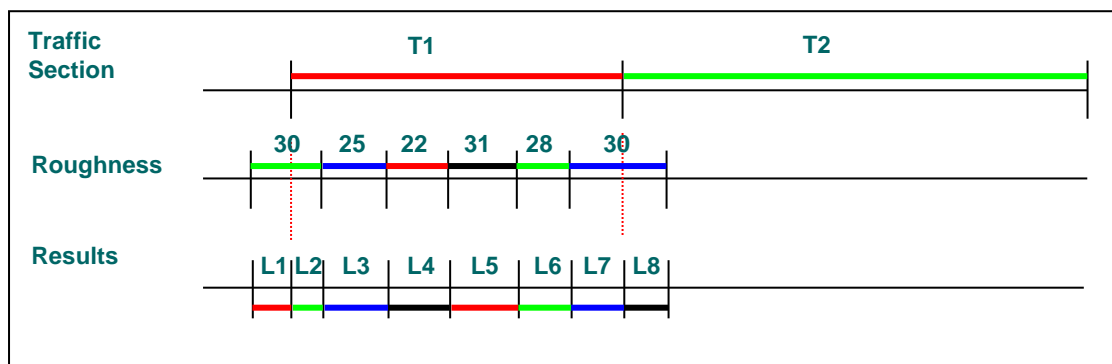 Traffic
Section
T1 T2
Roughness
30 25 22 31 28 30
Results
L1 L2 L3 L4 L5 L6 L7 L8